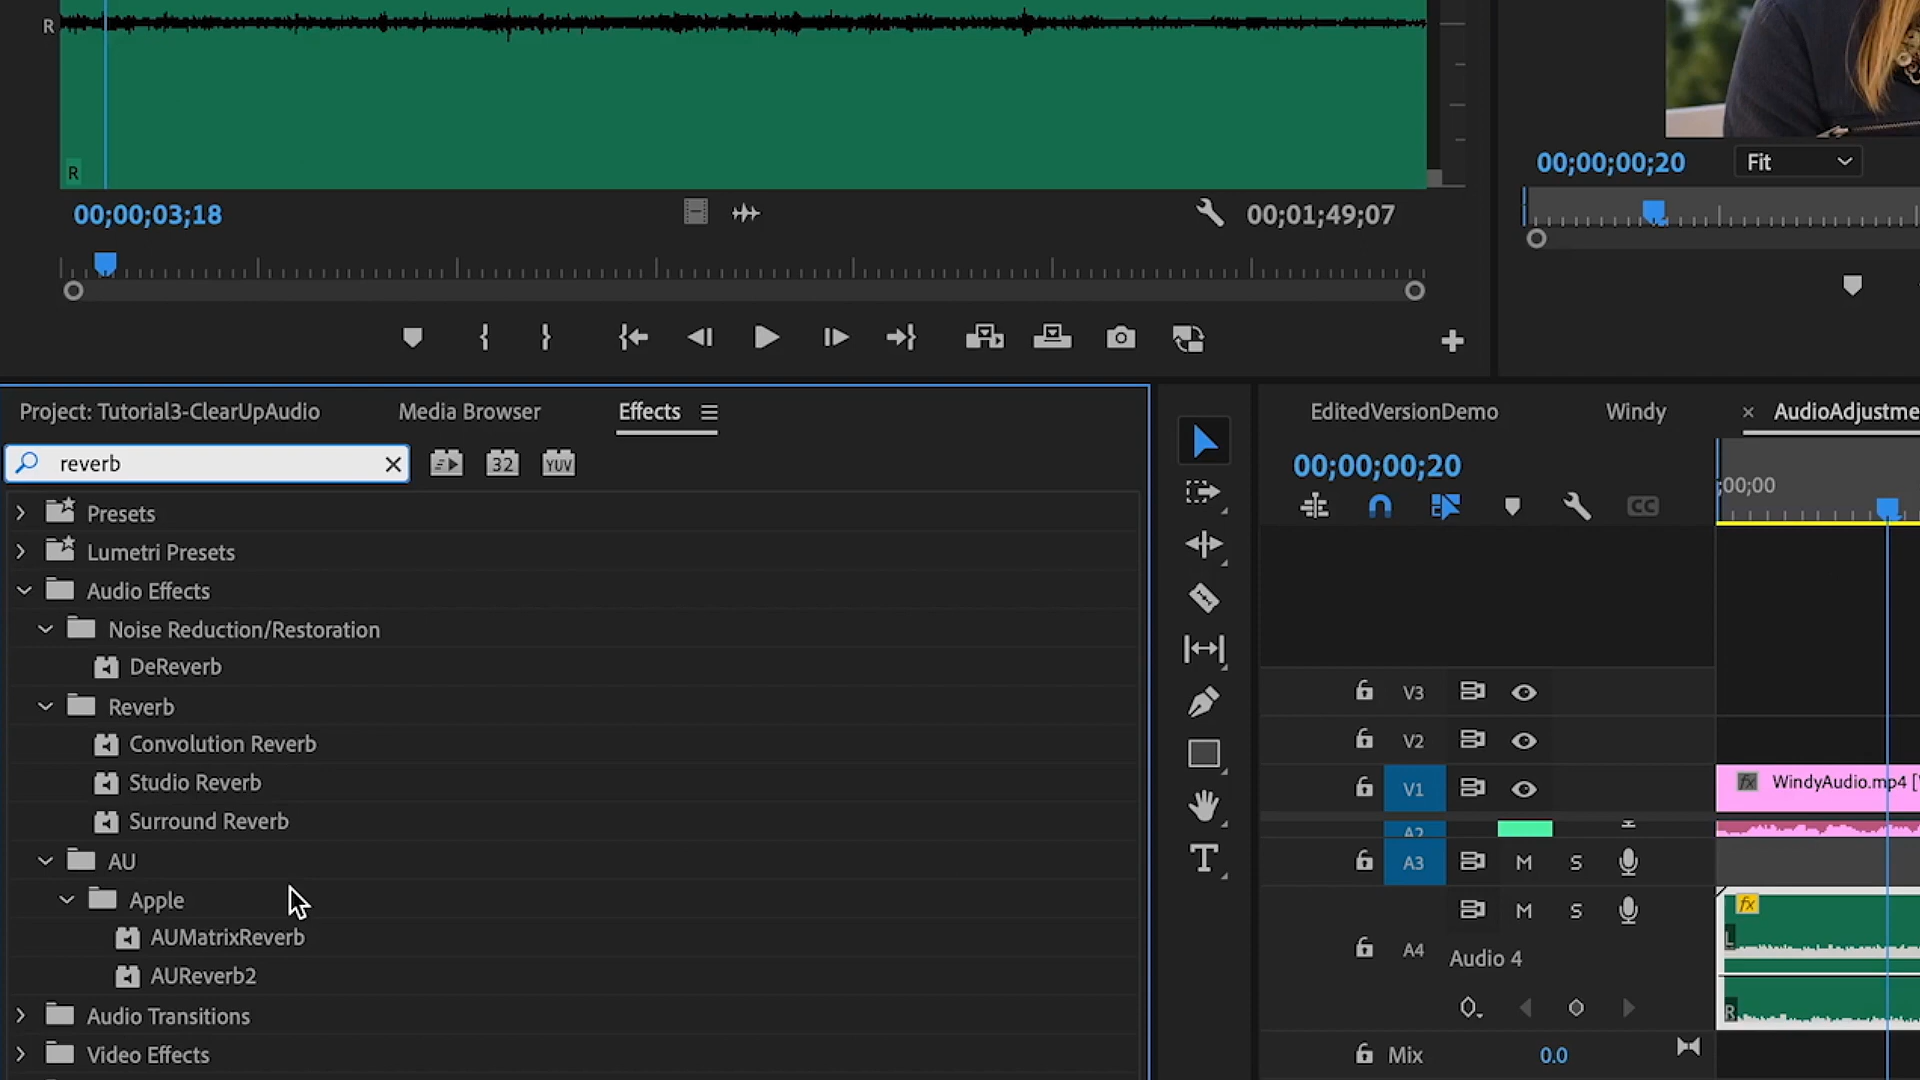 R
R
00;00;03;18
00;01;49;07
00;00;00;20
Fit
Project: Tutorial3-ClearUpAudio
Media Browser
Effects
reverb
32
YUV
Presets
Lumetri Presets
Audio Effects
Noise Reduction/Restoration
DeReverb
Reverb
Convolution Reverb
Studio Reverb
Surround Reverb
AU
Apple
AUMatrixReverb
AUReverb2
Audio Transitions
Video Effects
EditedVersionDemo
Windy
AudioAdjustme
00;00;00;20
;00;00
CC
V3
V2
V1
fx WindyAudio.mp4 [
A2
A3 M S
M S
A4 Audio 4
fx
L
R
Mix 0.0